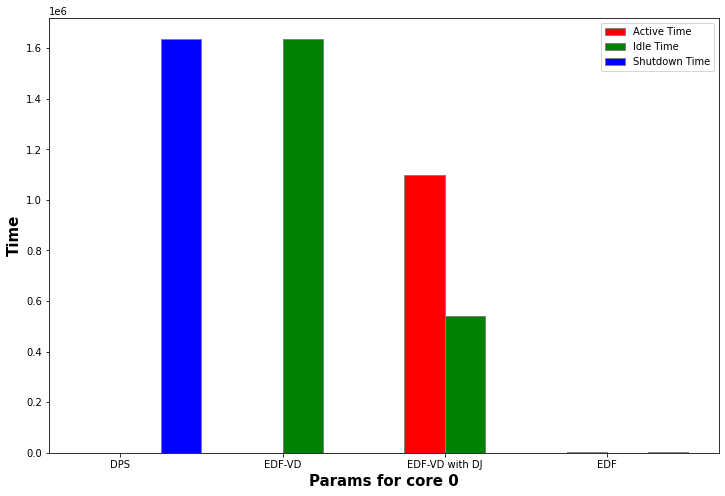 1e6
Active Time
Idle Time
Shutdown Time
1.6
1.4
1.2
1.0
0.8
0.6
0.4
0.2
0.0
Time
DPS EDF-VD EDF-VD with DJ EDF
Params for core 0